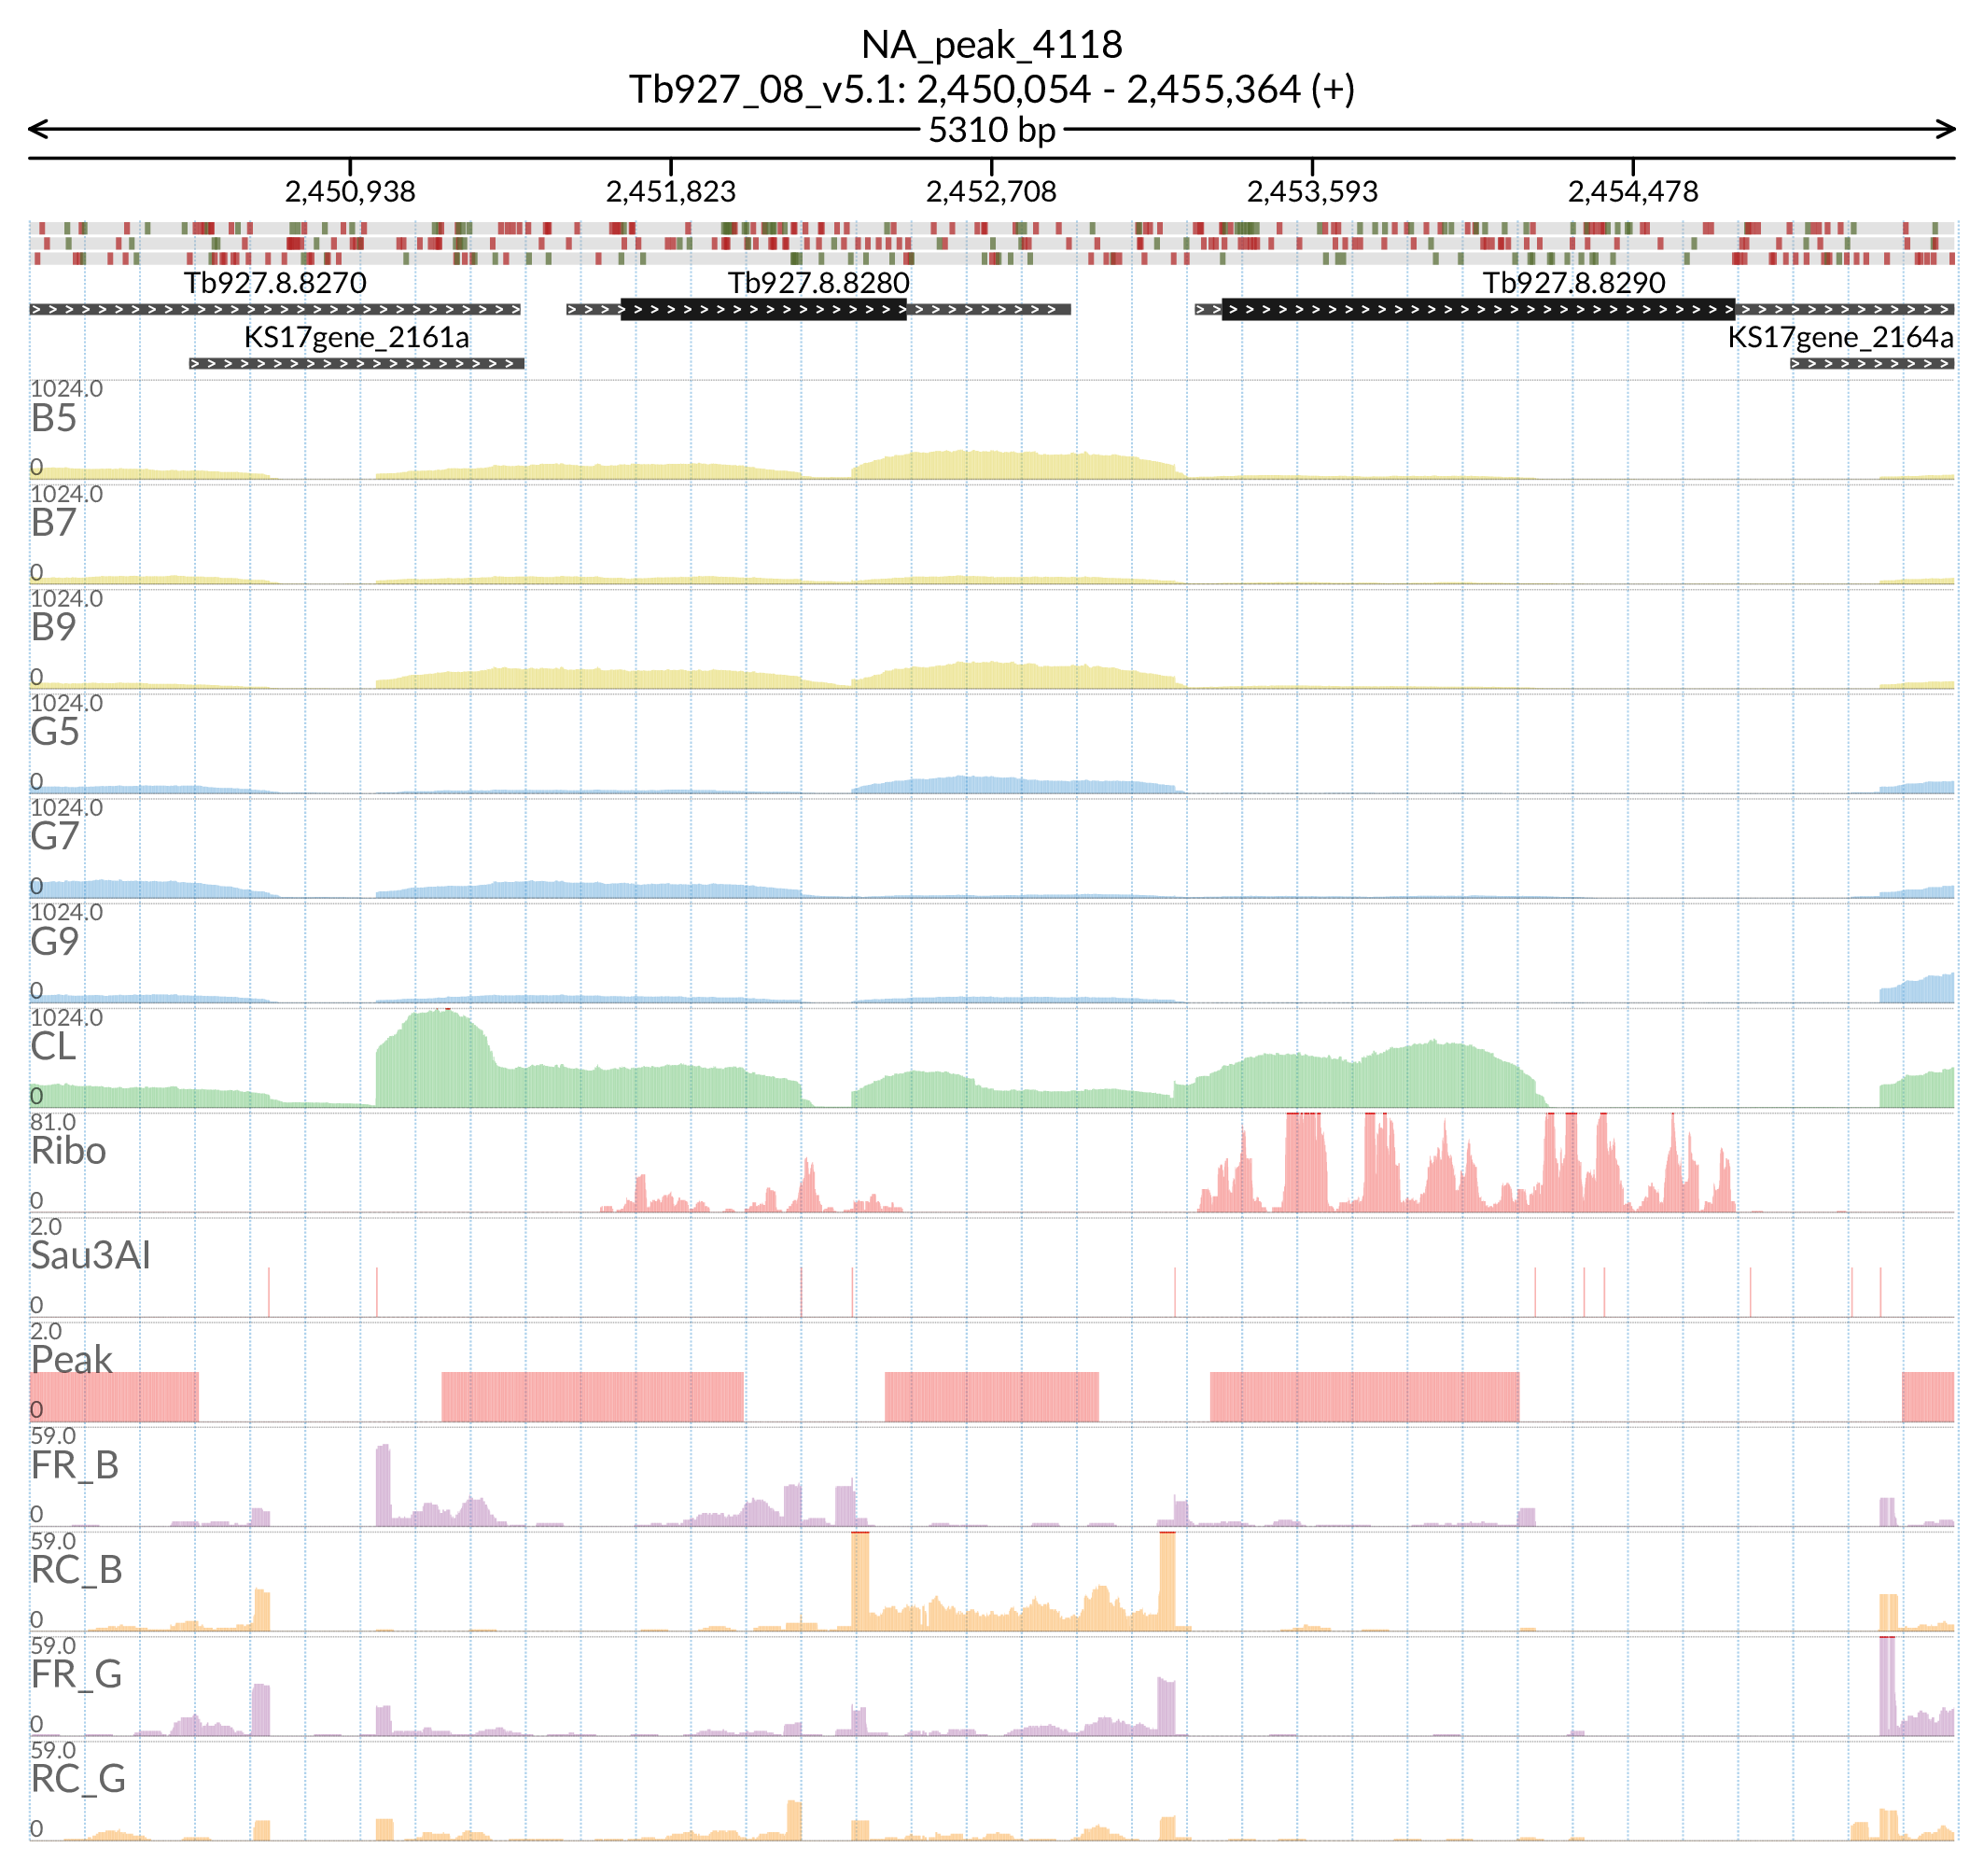 NA_peak_4118
Tb927_08_v5.1: 2,450,054 - 2,455,364 (+)
5310 bp
2,450,938 2,451,823 2,452,708 2,453,593 2,454,478
Tb927.8.8270 Tb927.8.8280 Tb927.8.8290
KS17gene_2161a KS17gene_2164a
1024.0
B5
0
1024.0
B7
0
1024.0
B9
0
1024.0
G5
0
1024.0
G7
0
1024.0
G9
0
1024.0
CL
0
81.0
Ribo
0
2.0
Sau3AI
0
2.0
Peak
0
59.0
FR_B
0
59.0
RC_B
0
59.0
FR_G
0
59.0
RC_G
0